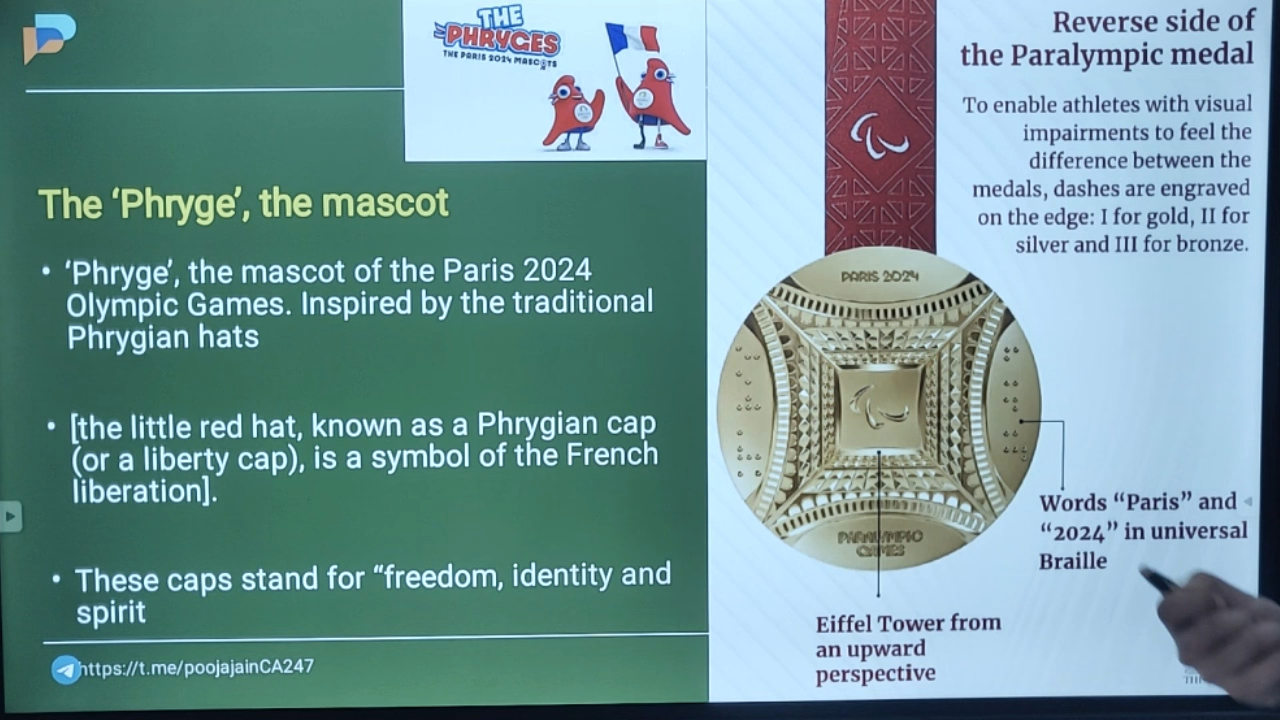 THE
PHRYGES
THE PARIS 2024 MASCOTS
The ‘Phryge’, the mascot
• ‘Phryge’, the mascot of the Paris 2024
Olympic Games. Inspired by the traditional
Phrygian hats
• [the little red hat, known as a Phrygian cap
(or a liberty cap), is a symbol of the French
liberation].
• These caps stand for “freedom, identity and
spirit
https://t.me/poojajainCA247
Reverse side of
the Paralympic medal
To enable athletes with visual
impairments to feel the
difference between the
medals, dashes are engraved
on the edge: I for gold, II for
silver and III for bronze.
PARIS 2024
PARALYMPIC
GAMES
Words “Paris” and
“2024” in universal
Braille
Eiffel Tower from
an upward
perspective